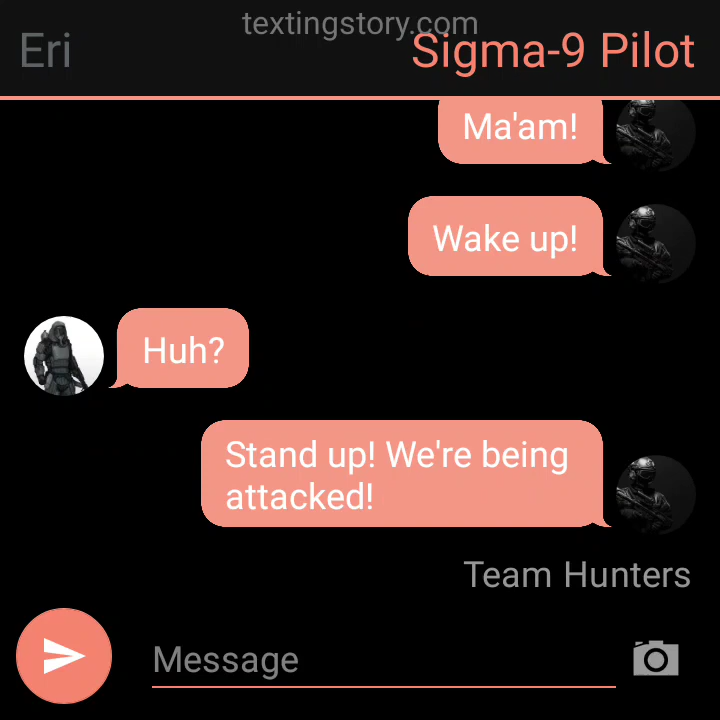 textingstory.com
Eri
Sigma-9 Pilot
Ma'am!
Wake up!
Huh?
Stand up! We're being
attacked!
Team Hunters
Message